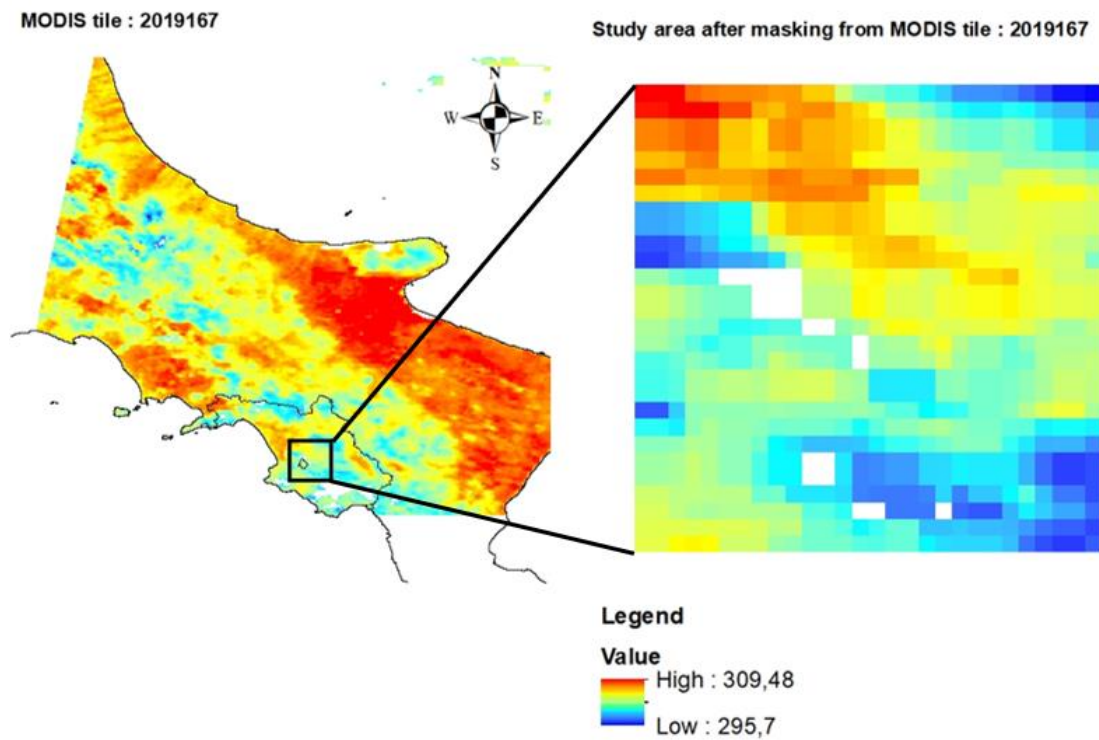 MODIS tile : 2019167
Study area after masking from MODIS tile : 2019167
N
W E
S
Legend
Value
High : 309,48
Low : 295,7